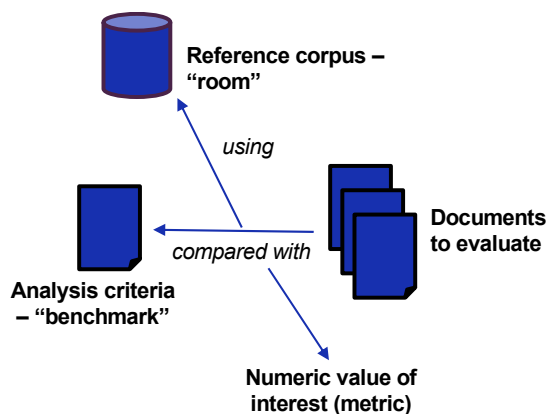 Reference corpus –
“room”
using
Documents
to evaluate
compared with
Analysis criteria
– “benchmark”
Numeric value of
interest (metric)